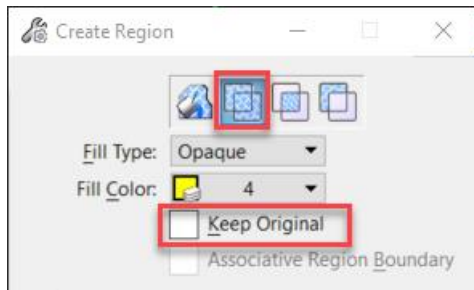 Create Region
Fill Type: Opaque
Fill Color: 4
Keep Original
Associative Region Boundary